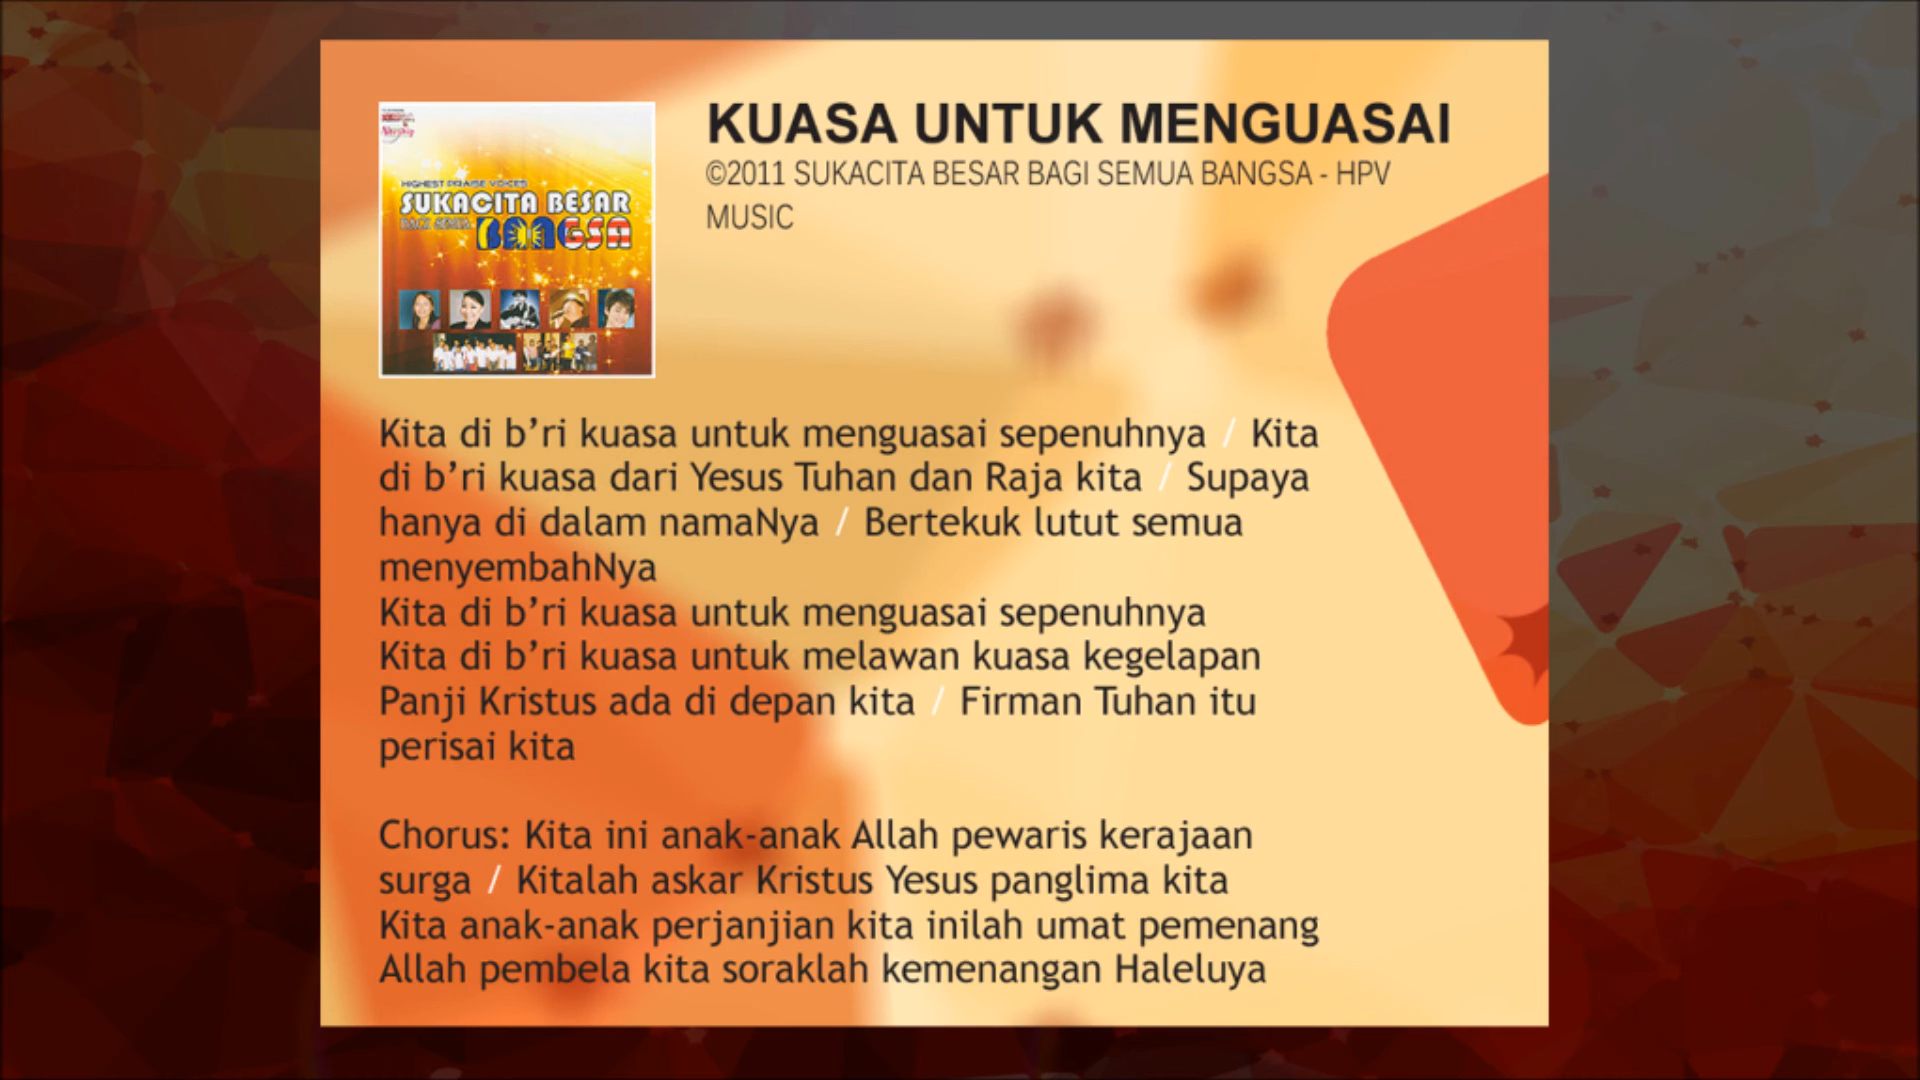 HIGHEST PRAISE VOICES
SUKACITA BESAR
BAGI SEMUA BANGSA
KUASA UNTUK MENGUASAI
©2011 SUKACITA BESAR BAGI SEMUA BANGSA - HPV
MUSIC
Kita di b’ri kuasa untuk menguasai sepenuhnya / Kita
di b’ri kuasa dari Yesus Tuhan dan Raja kita / Supaya
hanya di dalam namaNya / Bertekuk lutut semua
menyembahNya
Kita di b’ri kuasa untuk menguasai sepenuhnya
Kita di b’ri kuasa untuk melawan kuasa kegelapan
Panji Kristus ada di depan kita / Firman Tuhan itu
perisai kita
Chorus: Kita ini anak-anak Allah pewaris kerajaan
surga / Kitalah askar Kristus Yesus panglima kita
Kita anak-anak perjanjian kita inilah umat pemenang
Allah pembela kita soraklah kemenangan Haleluya